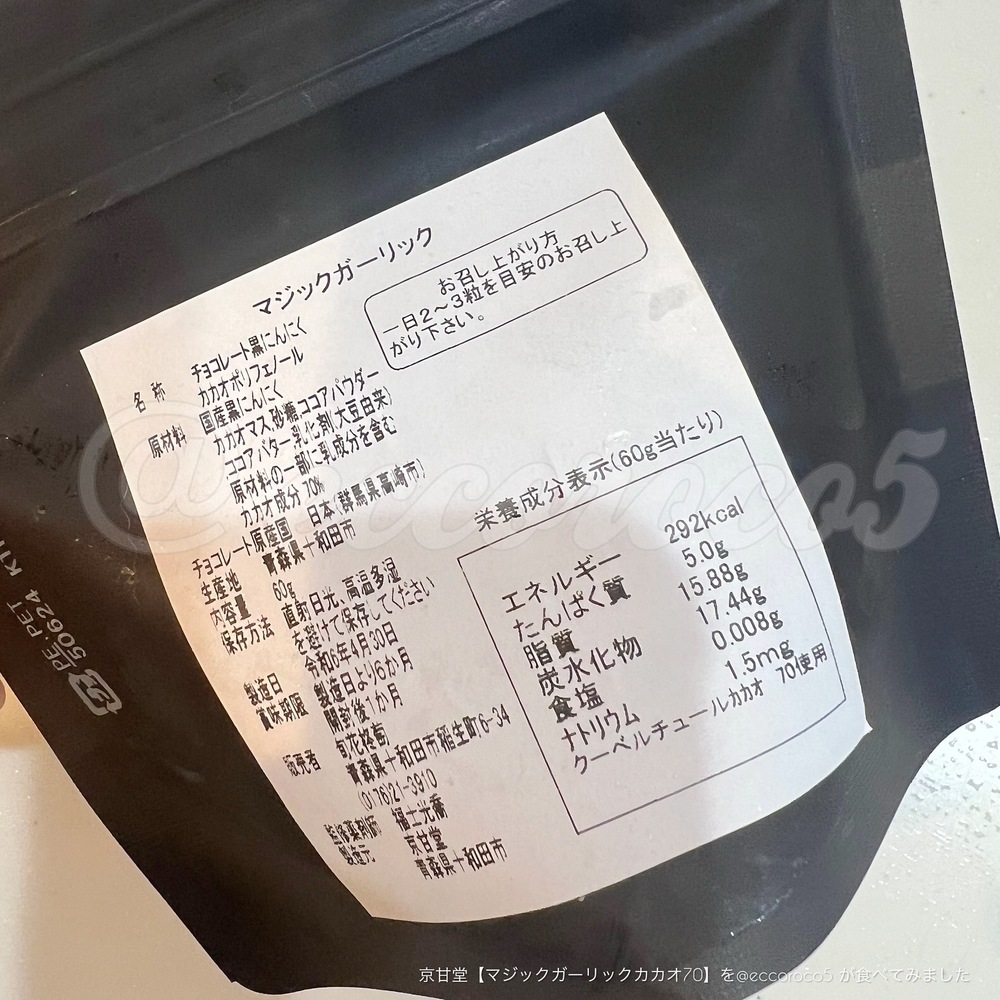 マジックガーリック
お召し上がり方
一日2～3粒を目安のお召し上
がり下さい。
名称 チョコレート黒にんにく
カカオポリフェノール
原材料 国産黒にんにく
カカオマス 砂糖 ココアパウダー
ココアバター 乳化剤(大豆由来)
原材料の一部に乳成分を含む
カカオ成分 70%
チョコレート原産国 日本(群馬県高崎市)
生産地 青森県十和田市
内容量 60g
保存方法 直射日光、高温多湿
を避けて保存してください
製造日 令和6年4月30日
賞味期限 製造日より6か月
開封後1か月
販売者 旬花柊萄
青森県十和田市稲生町6-34
(0176)21-3910
監修薬剤師 福士光喬
製造元 京甘堂
青森県十和田市
栄養成分表示(60g当たり)
エネルギー 292kcal
たんぱく質 5.0g
脂質 15.88g
炭水化物 17.44g
食塩 0.008g
ナトリウム 1.5mg
クーベルチュールカカオ 70使用
PE·PET
50624
@eccoroco5
京甘堂【マジックガーリックカカオ70】を@eccoroco5 が食べてみました